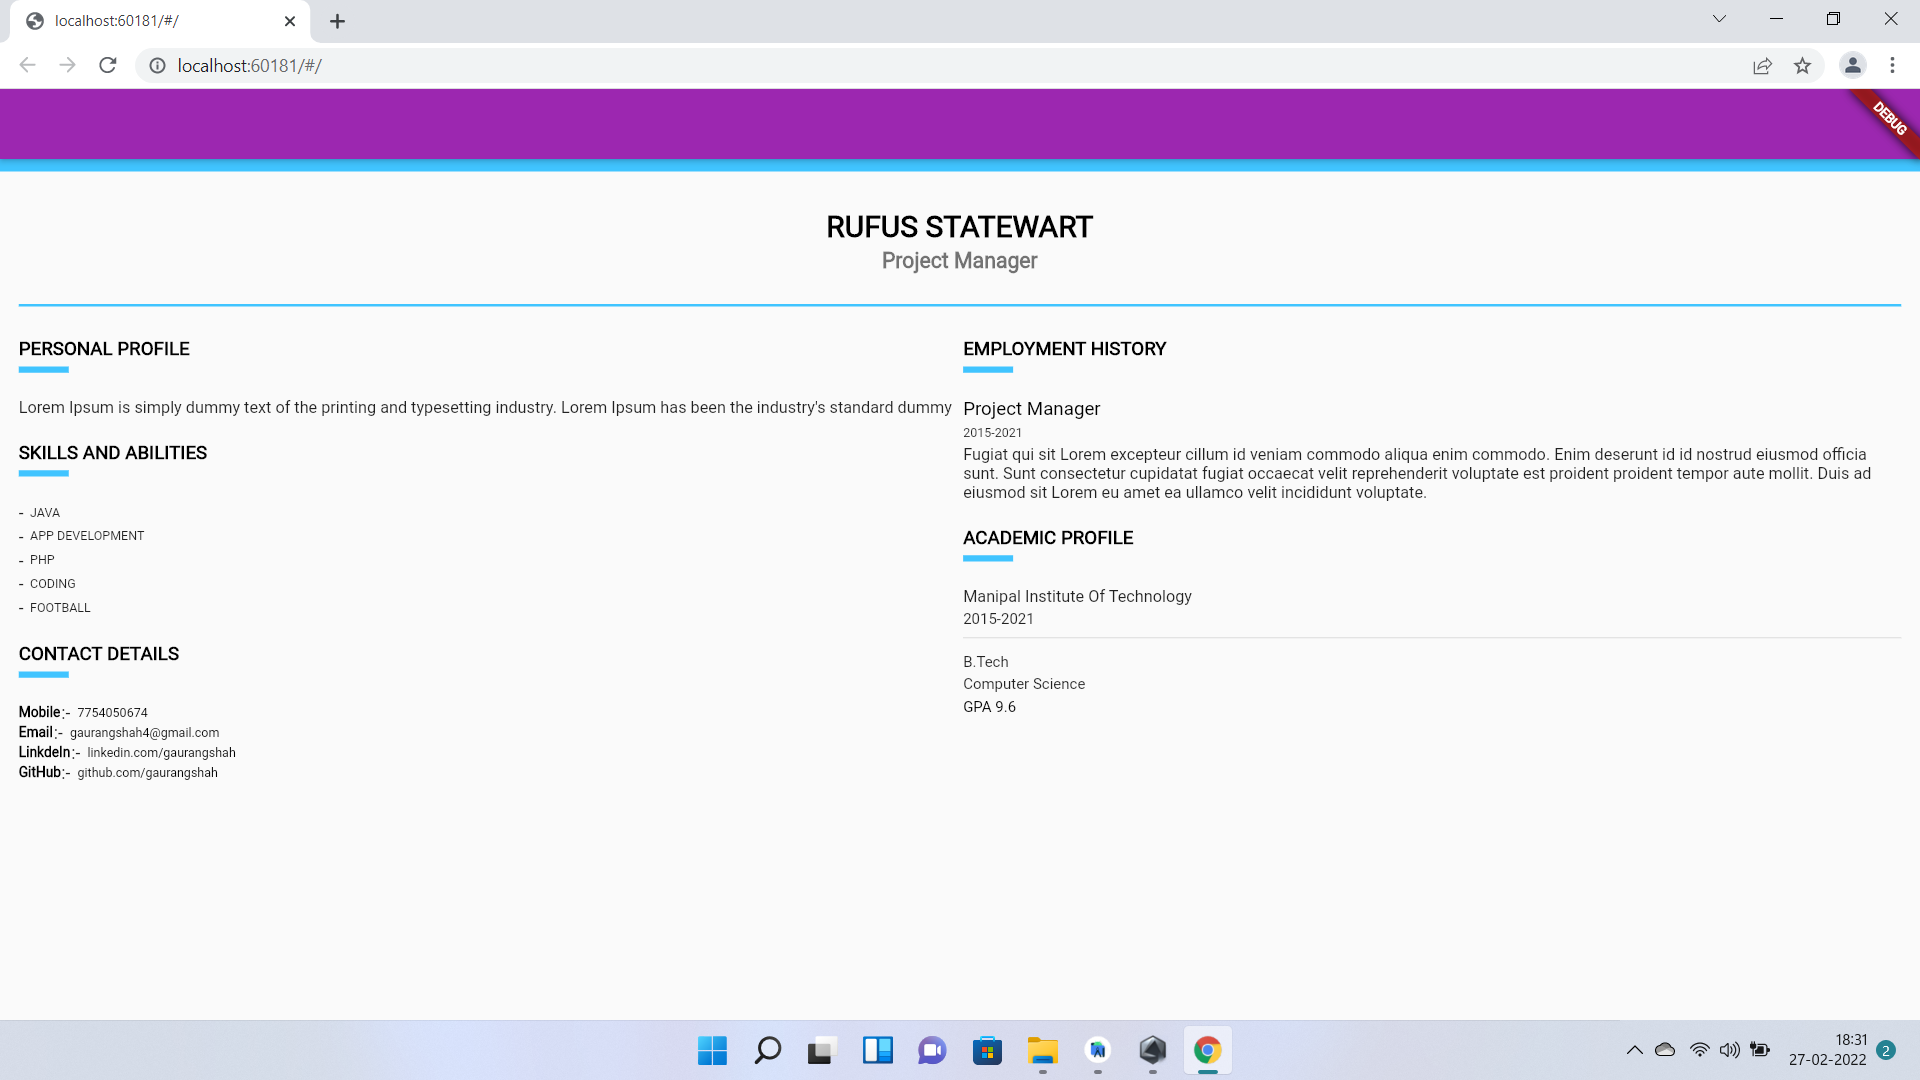 localhost:60181/#/
localhost:60181/#/
DEBUG
RUFUS STATEWART
Project Manager
PERSONAL PROFILE
Lorem Ipsum is simply dummy text of the printing and typesetting industry. Lorem Ipsum has been the industry's standard dummy
SKILLS AND ABILITIES
- JAVA
- APP DEVELOPMENT
- PHP
- CODING
- FOOTBALL
CONTACT DETAILS
Mobile:- 7754050674
Email:- gaurangshah4@gmail.com
LinkdeIn:- linkedin.com/gaurangshah
GitHub:- github.com/gaurangshah
EMPLOYMENT HISTORY
Project Manager
2015-2021
Fugiat qui sit Lorem excepteur cillum id veniam commodo aliqua enim commodo. Enim deserunt id id nostrud eiusmod officia
sunt. Sunt consectetur cupidatat fugiat occaecat velit reprehenderit voluptate est proident proident tempor aute mollit. Duis ad
eiusmod sit Lorem eu amet ea ullamco velit incididunt voluptate.
ACADEMIC PROFILE
Manipal Institute Of Technology
2015-2021
B.Tech
Computer Science
GPA 9.6
18:31
27-02-2022
2